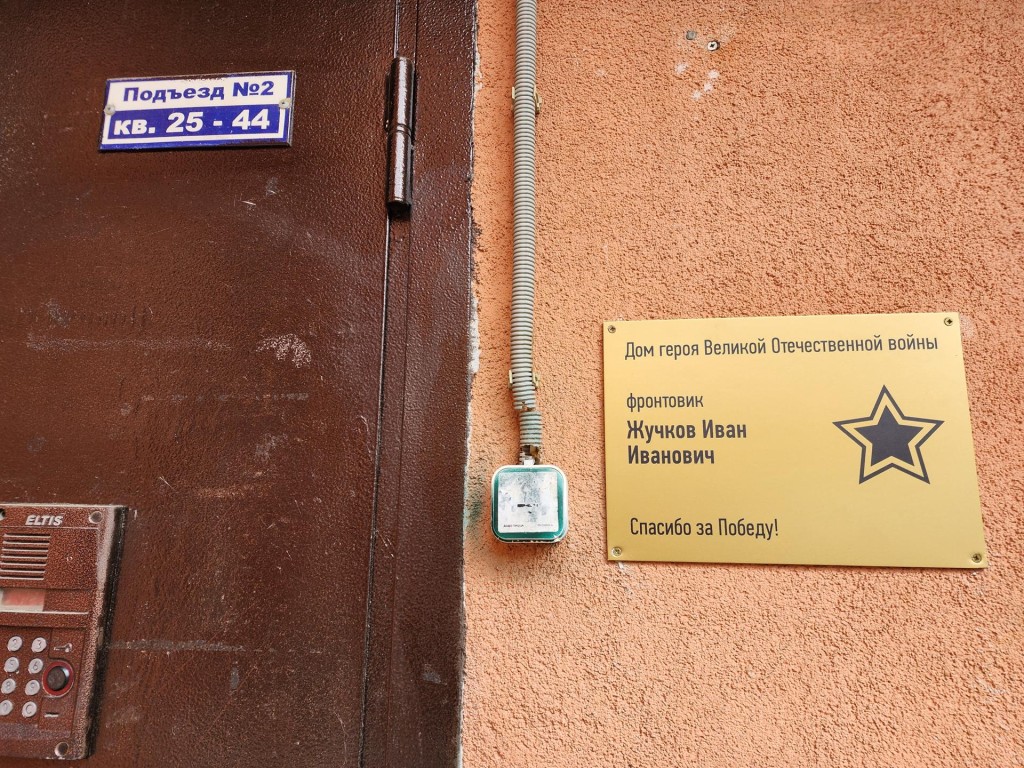 Подъезд №2
кв. 25 - 44
ELTIS
Дом героя Великой Отечественной войны
фронтовик
Жучков Иван
Иванович
Спасибо за Победу!